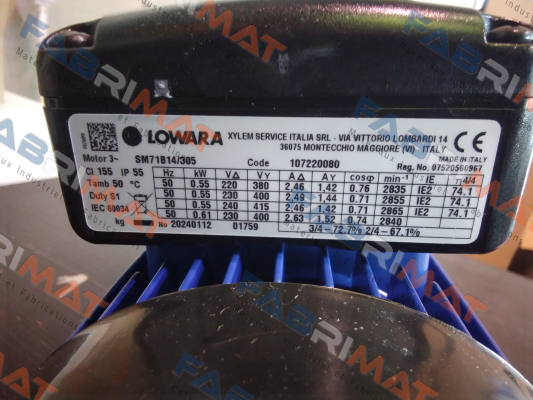 LOWARA
XYLEM SERVICE ITALIA SRL - VIA VITTORIO LOMBARDI 14
36075 MONTECCHIO MAGGIORE (VI) - ITALY
CE
MADE IN ITALY
Motor 3~ SM71B14/305 Code 107220080 Reg. No. 07520560967
Cl 155 IP 55
Tamb 50 °C
Duty S1
IEC 60034
Hz kW V△ VY A△ AY cosφ min⁻¹ IE 4/4
50 0.55 220 380 2.46 1.42 0.76 2835 IE2 74.1
50 0.55 230 400 2.49 1.44 0.71 2855 IE2 74.1
50 0.55 240 415 2.46 1.42 0.71 2865 IE2 74.1
50 0.61 230 400 2.63 1.52 0.74 2840
kg No 20240112 01759 3/4-72.7% 2/4-67.1%
FABRIMAT